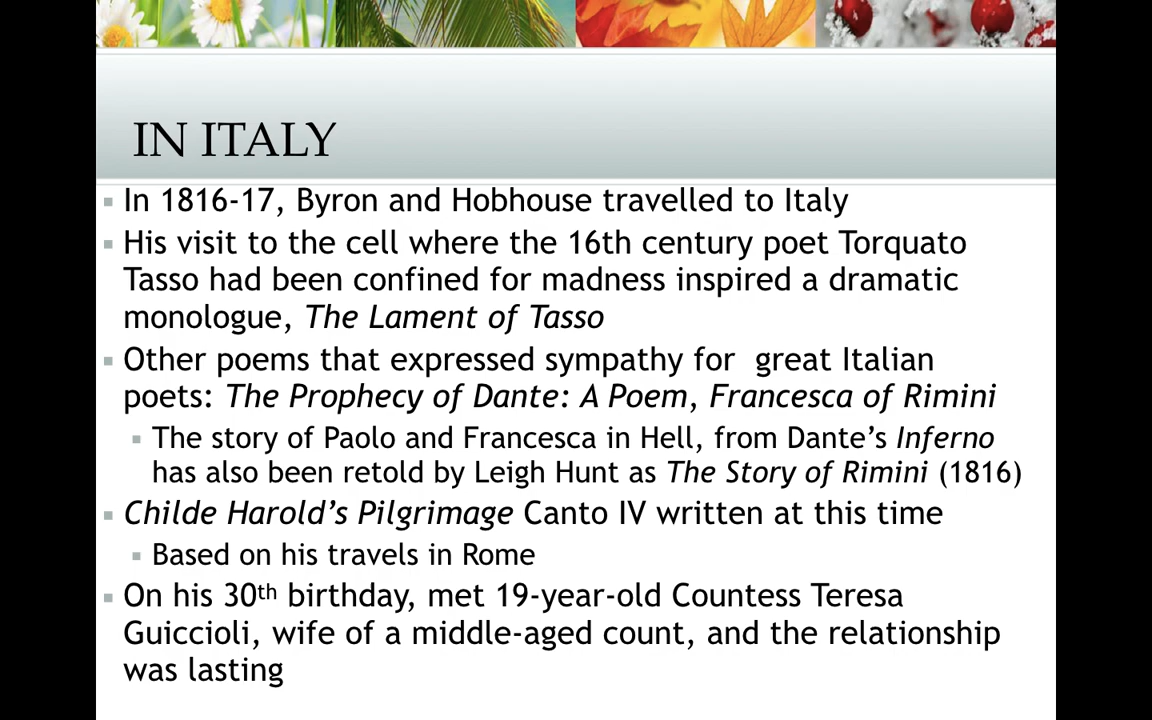 IN ITALY
In 1816-17, Byron and Hobhouse travelled to Italy
His visit to the cell where the 16th century poet Torquato
Tasso had been confined for madness inspired a dramatic
monologue, The Lament of Tasso
Other poems that expressed sympathy for  great Italian
poets: The Prophecy of Dante: A Poem, Francesca of Rimini
The story of Paolo and Francesca in Hell, from Dante’s Inferno
has also been retold by Leigh Hunt as The Story of Rimini (1816)
Childe Harold’s Pilgrimage Canto IV written at this time
Based on his travels in Rome
On his 30th birthday, met 19-year-old Countess Teresa
Guiccioli, wife of a middle-aged count, and the relationship
was lasting